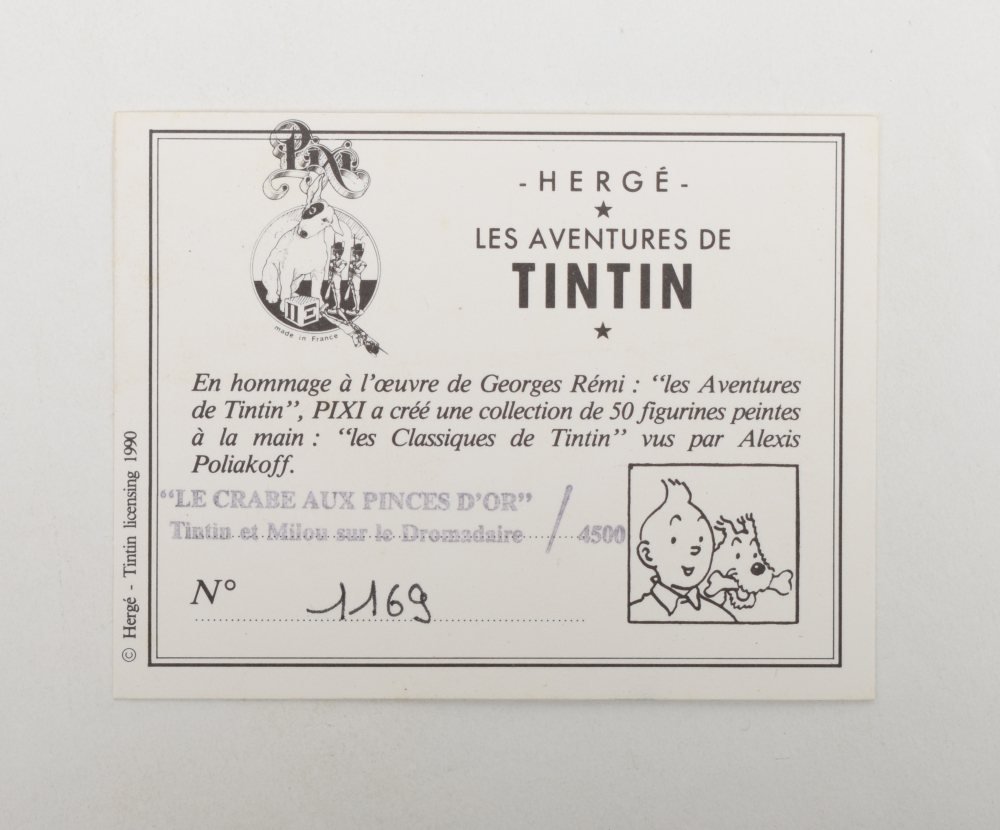 Pixi
made in France
- HERGÉ -
LES AVENTURES DE
TINTIN
En hommage à l'œuvre de Georges Rémi : "les Aventures
de Tintin", PIXI a créé une collection de 50 figurines peintes
à la main : "les Classiques de Tintin" vus par Alexis
Poliakoff.
"LE CRABE AUX PINCES D'OR"
Tintin et Milou sur le Dromadaire / 4500
N° 1169
© Hergé - Tintin licensing 1990